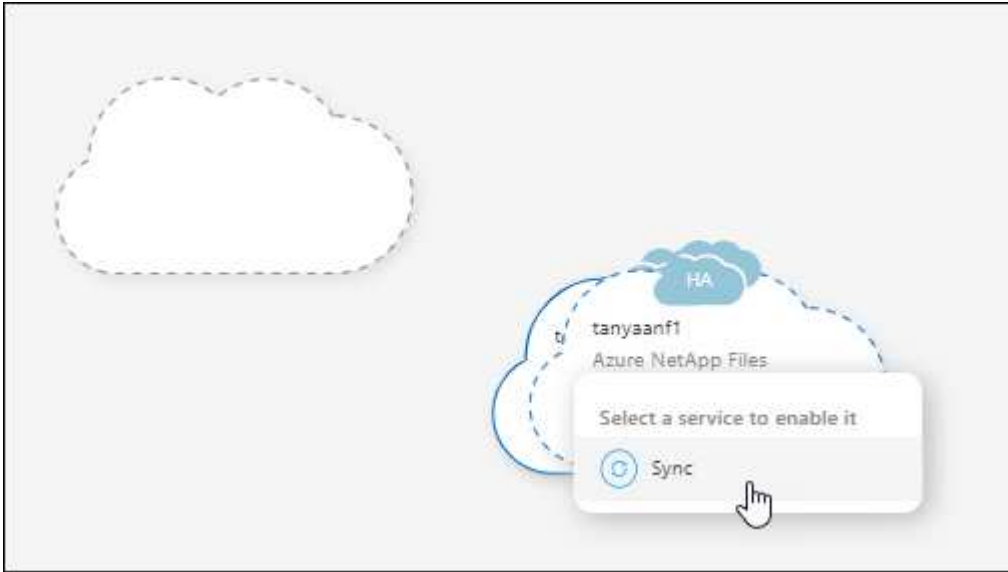 HA
tanyaanf1
Azure NetApp Files
Select a service to enable it
Sync